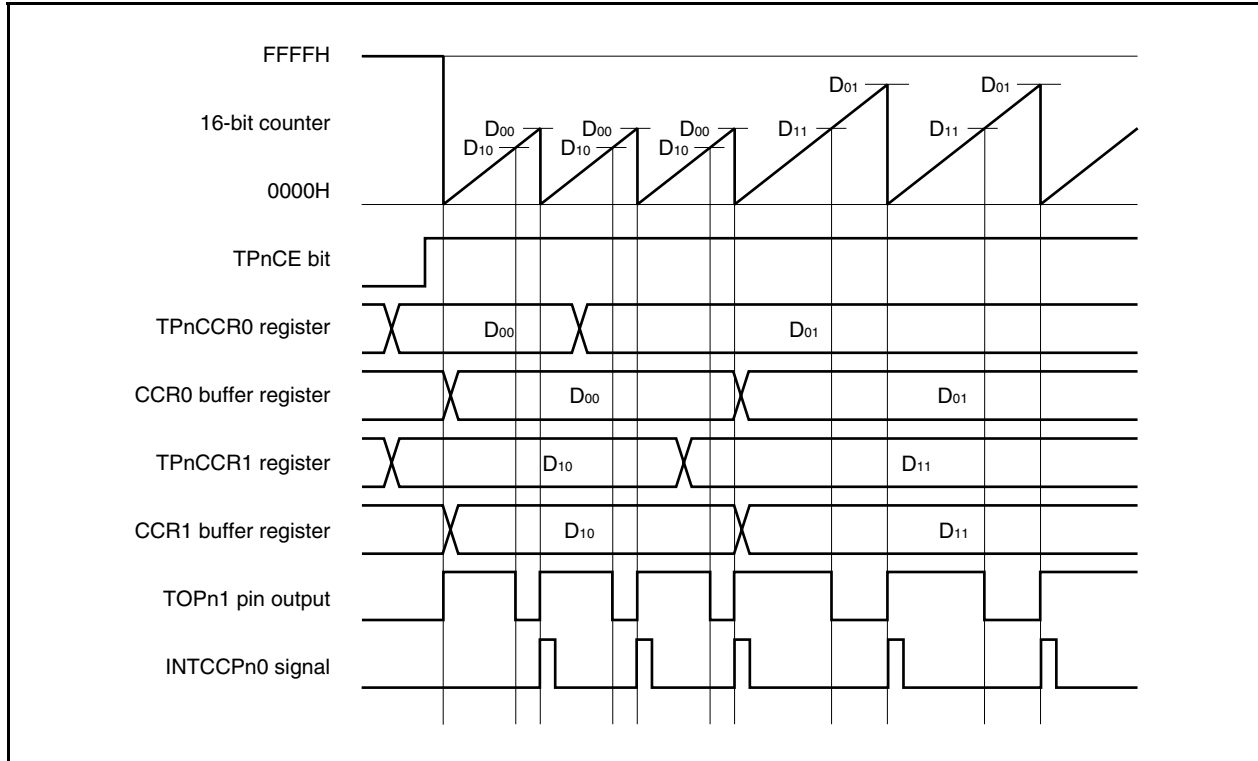 FFFFH
D01 D01
16-bit counter D00 D00 D00 D11 D11
D10 D10 D10
0000H
TPnCE bit
TPnCCR0 register D00 D01
CCR0 buffer register D00 D01
TPnCCR1 register D10 D11
CCR1 buffer register D10 D11
TOPn1 pin output
INTCCPn0 signal